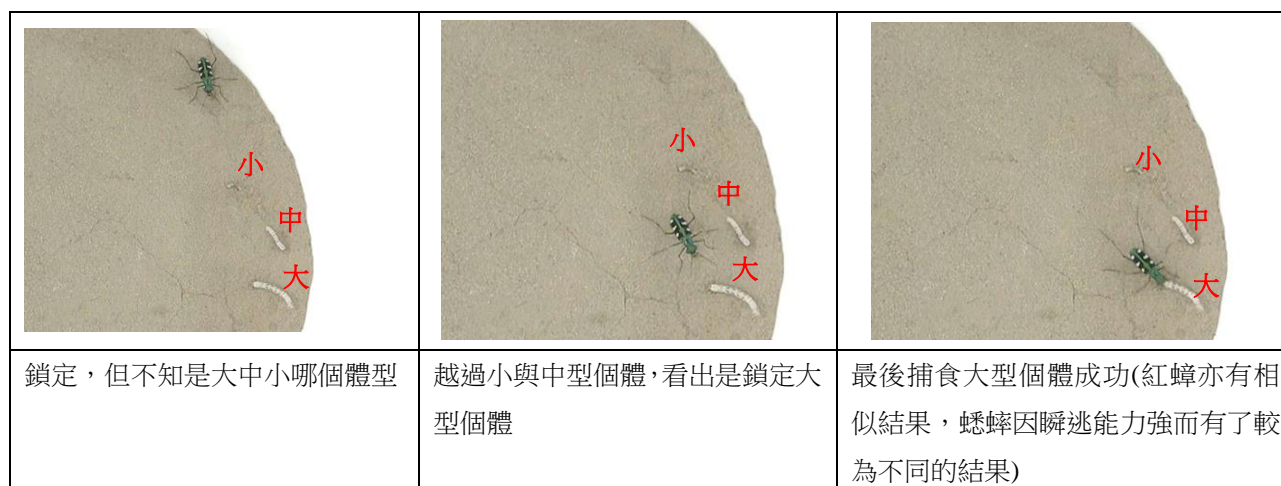 小
中
大
小
中
大
小
中
大
鎖定,但不知是大中小哪個體型
越過小與中型個體,看出是鎖定大
型個體
最後捕食大型個體成功(紅蟑亦有相
似結果,蟋蟀因瞬逃能力強而有了較
為不同的結果)